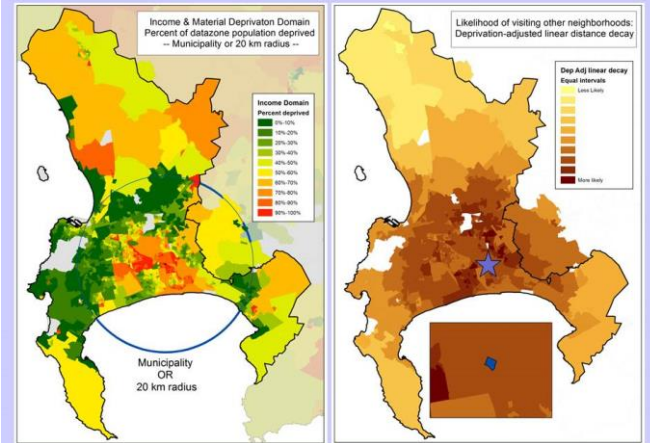 Income & Material Deprivaton Domain
Percent of datazone population deprived
-- Municipality or 20 km radius --
Income Domain
Percent deprived
0%-10%
10%-20%
20%-30%
30%-40%
40%-50%
50%-60%
60%-70%
70%-80%
80%-90%
90%-100%
Municipality
OR
20 km radius
Likelihood of visiting other neighborhoods:
Deprivation-adjusted linear distance decay
Dep Adj linear decay
Equal intervals
Less Likely
More likely